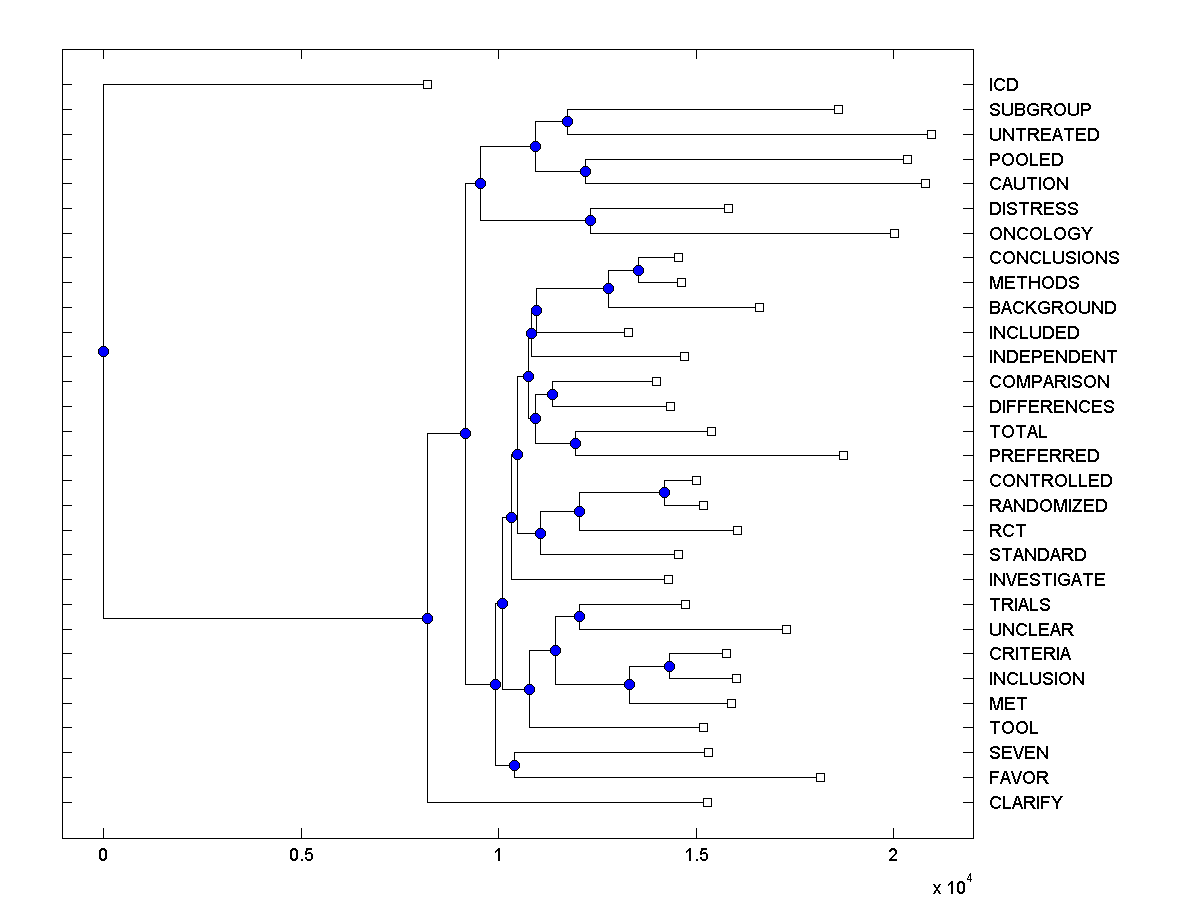 ICD
SUBGROUP
UNTREATED
POOLED
CAUTION
DISTRESS
ONCOLOGY
CONCLUSIONS
METHODS
BACKGROUND
INCLUDED
INDEPENDENT
COMPARISON
DIFFERENCES
TOTAL
PREFERRED
CONTROLLED
RANDOMIZED
RCT
STANDARD
INVESTIGATE
TRIALS
UNCLEAR
CRITERIA
INCLUSION
MET
TOOL
SEVEN
FAVOR
CLARIFY
0 0.5 1 1.5 2
x 10^4